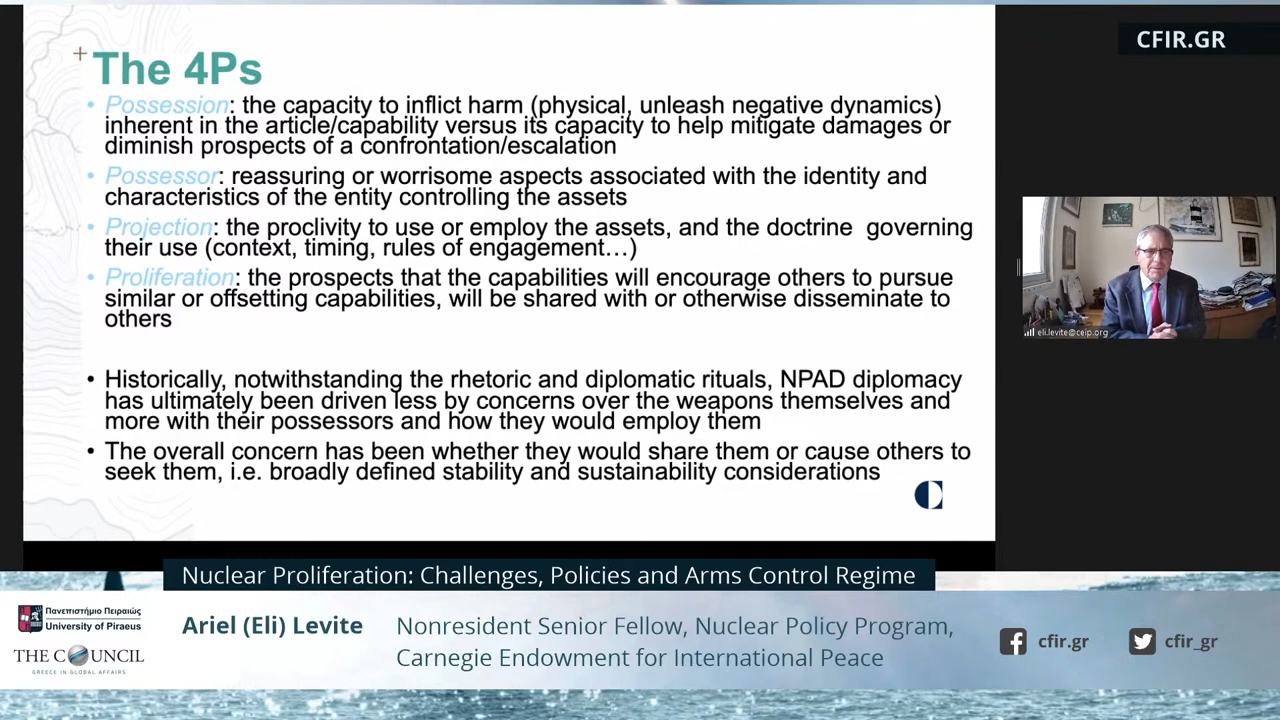 CFIR.GR
The 4Ps
• Possession: the capacity to inflict harm (physical, unleash negative dynamics)
inherent in the article/capability versus its capacity to help mitigate damages or
diminish prospects of a confrontation/escalation
• Possessor: reassuring or worrisome aspects associated with the identity and
characteristics of the entity controlling the assets
• Projection: the proclivity to use or employ the assets, and the doctrine governing
their use (context, timing, rules of engagement…)
• Proliferation: the prospects that the capabilities will encourage others to pursue
similar or offsetting capabilities, will be shared with or otherwise disseminate to
others
• Historically, notwithstanding the rhetoric and diplomatic rituals, NPAD diplomacy
has ultimately been driven less by concerns over the weapons themselves and
more with their possessors and how they would employ them
• The overall concern has been whether they would share them or cause others to
seek them, i.e. broadly defined stability and sustainability considerations
eli.levite@ceip.org
Nuclear Proliferation: Challenges, Policies and Arms Control Regime
Πανεπιστήμιο Πειραιώς
University of Piraeus
THE COUNCIL
GREECE IN GLOBAL AFFAIRS
Ariel (Eli) Levite
Nonresident Senior Fellow, Nuclear Policy Program,
Carnegie Endowment for International Peace
cfir.gr
cfir_gr